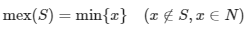 mex(S) = min{x}   (x ∉ S, x ∈ N)